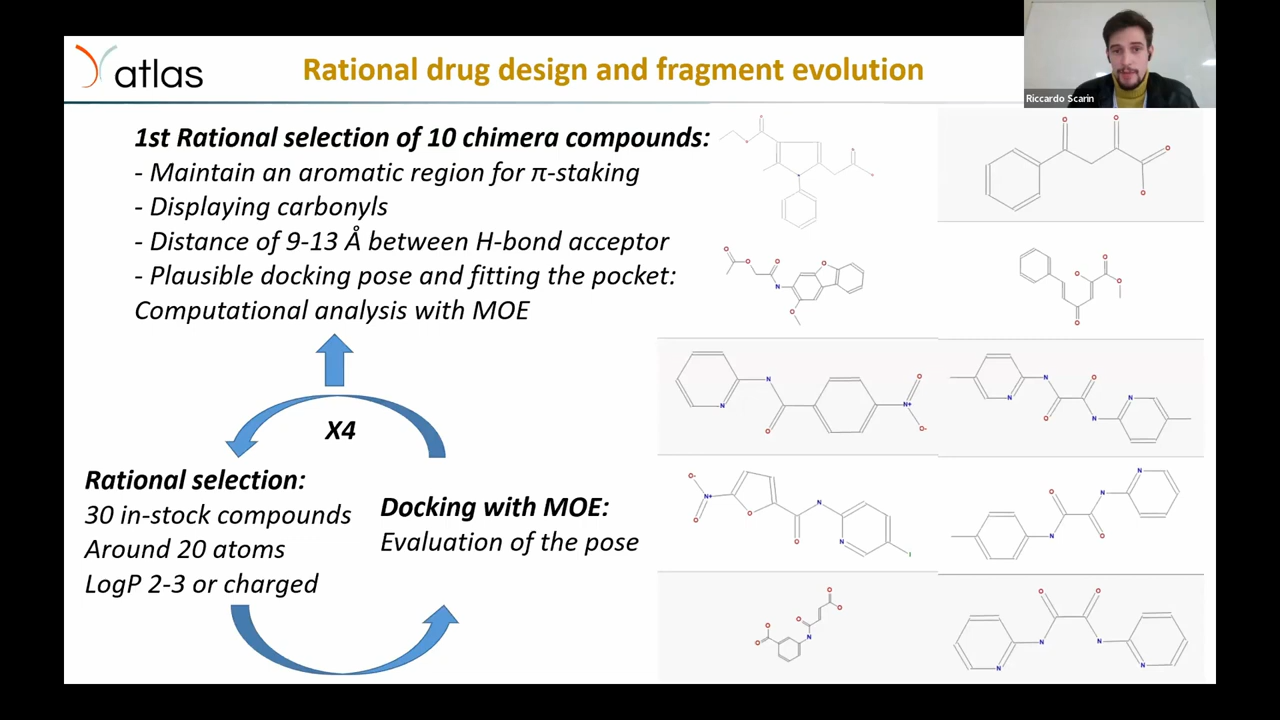 atlas
Rational drug design and fragment evolution
Riccardo Scarin
1st Rational selection of 10 chimera compounds:
- Maintain an aromatic region for π-staking
- Displaying carbonyls
- Distance of 9-13 Å between H-bond acceptor
- Plausible docking pose and fitting the pocket:
Computational analysis with MOE
X4
Rational selection:
30 in-stock compounds
Around 20 atoms
LogP 2-3 or charged
Docking with MOE:
Evaluation of the pose